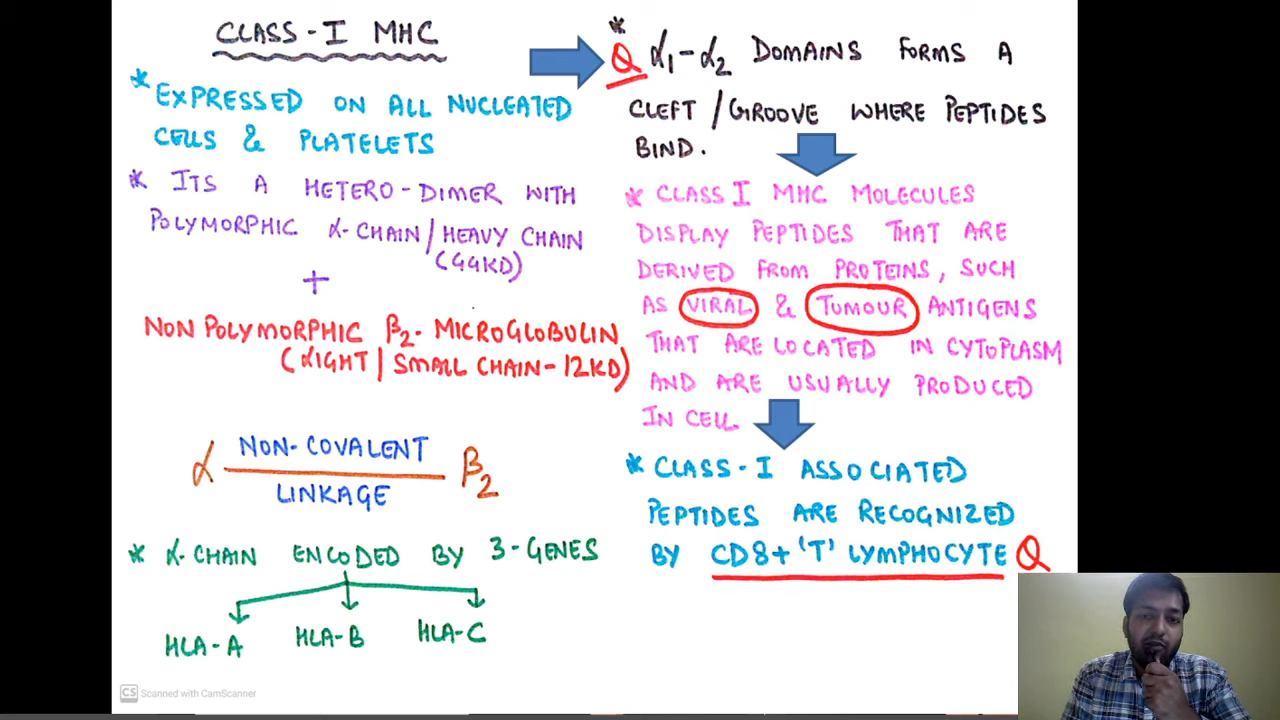 CLASS-I MHC
* EXPRESSED ON ALL NUCLEATED
CELLS & PLATELETS
* ITS A HETERO-DIMER WITH
POLYMORPHIC α-CHAIN/HEAVY CHAIN
(44KD)
+
NON POLYMORPHIC β2-MICROGLOBULIN
(LIGHT/SMALL CHAIN-12KD)
α NON-COVALENT LINKAGE β2
* α-CHAIN ENCODED BY 3-GENES
HLA-A HLA-B HLA-C
CS Scanned with CamScanner
*
Q α1-α2 DOMAINS FORMS A
CLEFT/GROOVE WHERE PEPTIDES
BIND.
* CLASS I MHC MOLECULES
DISPLAY PEPTIDES THAT ARE
DERIVED FROM PROTEINS, SUCH
AS VIRAL & TUMOUR ANTIGENS
THAT ARE LOCATED IN CYTOPLASM
AND ARE USUALLY PRODUCED
IN CELL.
* CLASS-I ASSOCIATED
PEPTIDES ARE RECOGNIZED
BY CD8+ 'T' LYMPHOCYTE Q